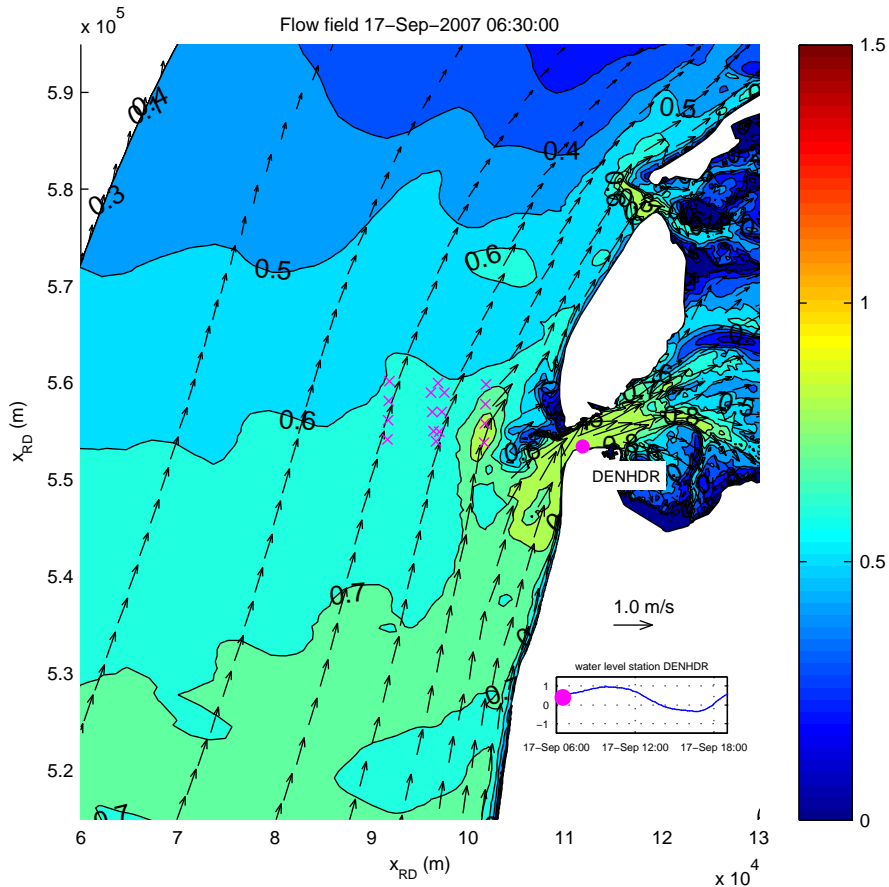 Flow field 17−Sep−2007 06:30:00
x 10^5
5.9
5.8
5.7
5.6
5.5
5.4
5.3
5.2
x_RD (m)
6 7 8 9 10 11 12 13
x_RD (m)
x 10^4
0.4
0.3
0.5
0.4
0.5
0.6
0.6
0.7
0.7
DENHDR
1.0 m/s
water level station DENHDR
1
0
−1
17−Sep 06:00 17−Sep 12:00 17−Sep 18:00
1.5
1
0.5
0